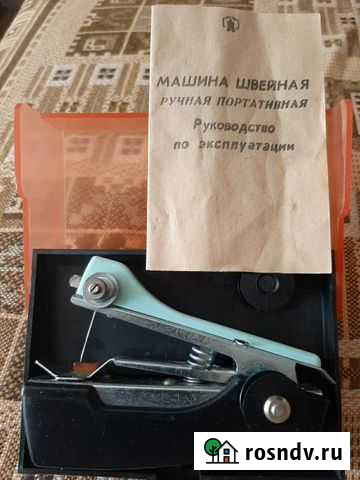 МАШИНА ШВЕЙНАЯ
РУЧНАЯ ПОРТАТИВНАЯ
Руководство
по эксплуатации
rosndv.ru